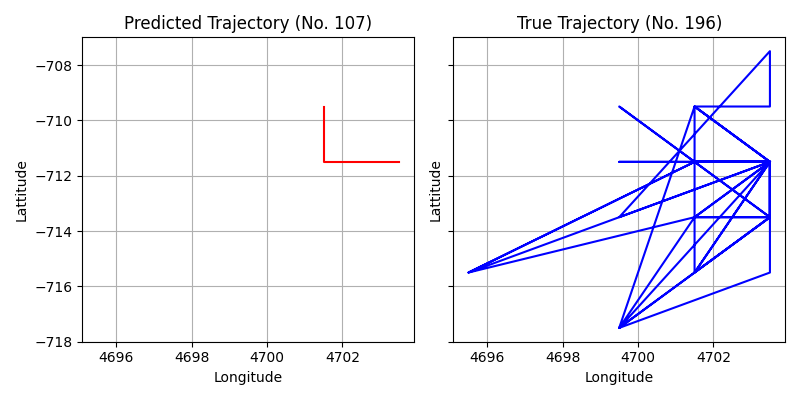 Predicted Trajectory (No. 107)
True Trajectory (No. 196)
−708
−710
−712
−714
−716
−718
Lattitude
Lattitude
4696
4698
4700
4702
4696
4698
4700
4702
Longitude
Longitude